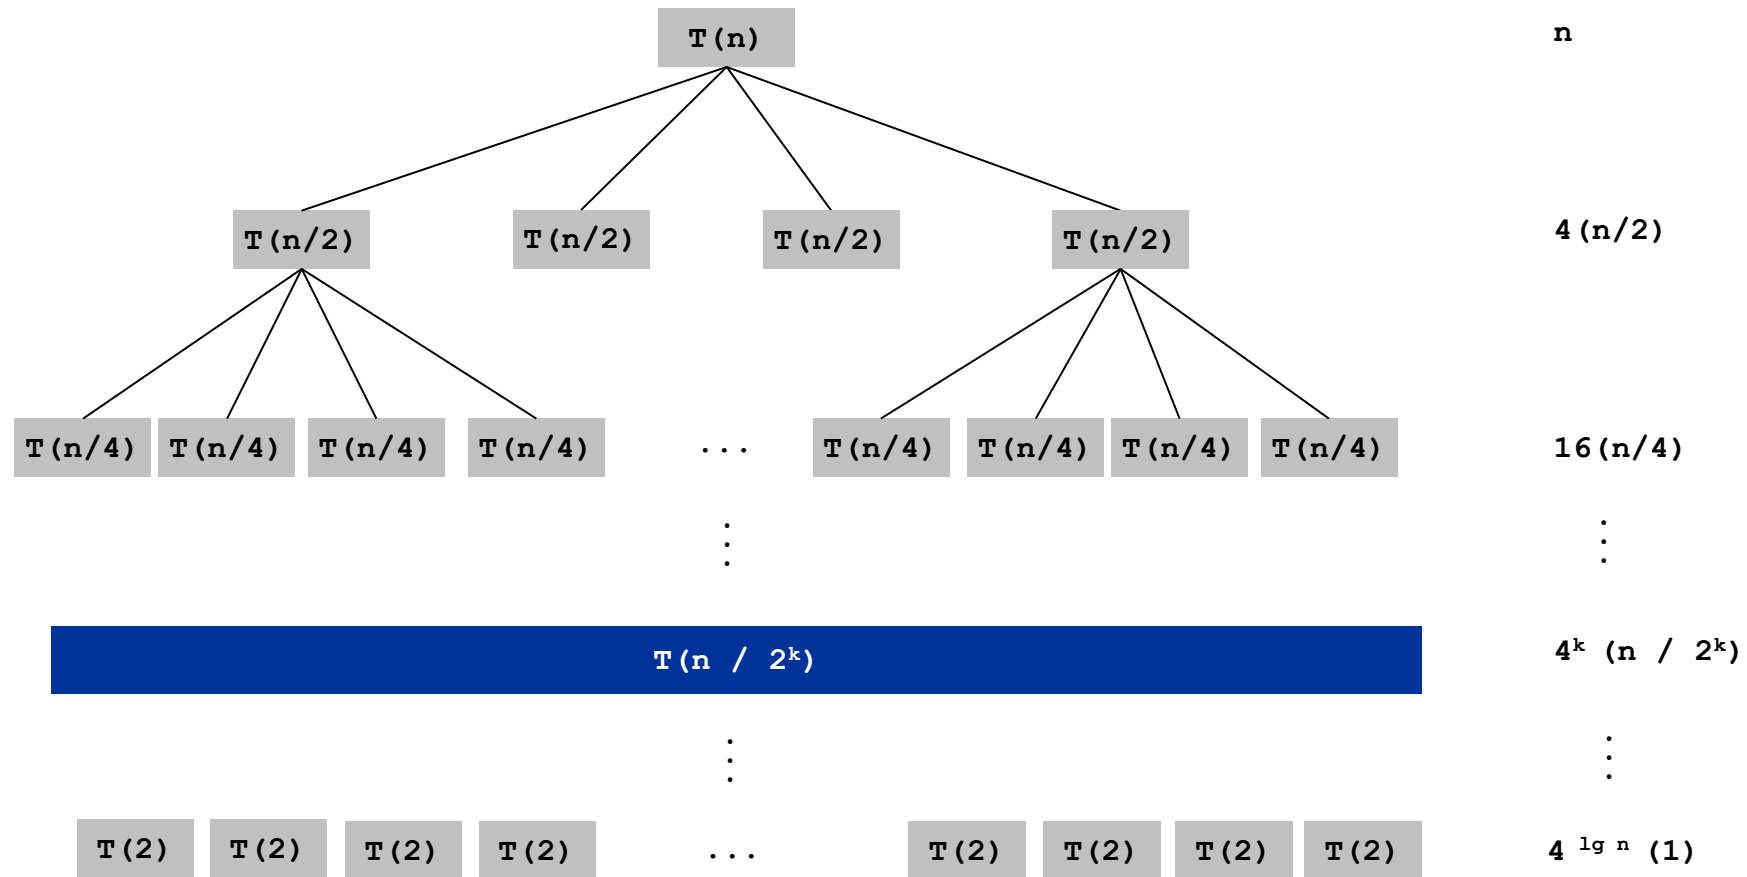 T(n) n
T(n/2) T(n/2) T(n/2) T(n/2) 4(n/2)
T(n/4) T(n/4) T(n/4) T(n/4) ... T(n/4) T(n/4) T(n/4) T(n/4) 16(n/4)
T(n / 2ᵏ) 4ᵏ (n / 2ᵏ)
T(2) T(2) T(2) T(2) ... T(2) T(2) T(2) T(2) 4 ˡᵍ ⁿ (1)